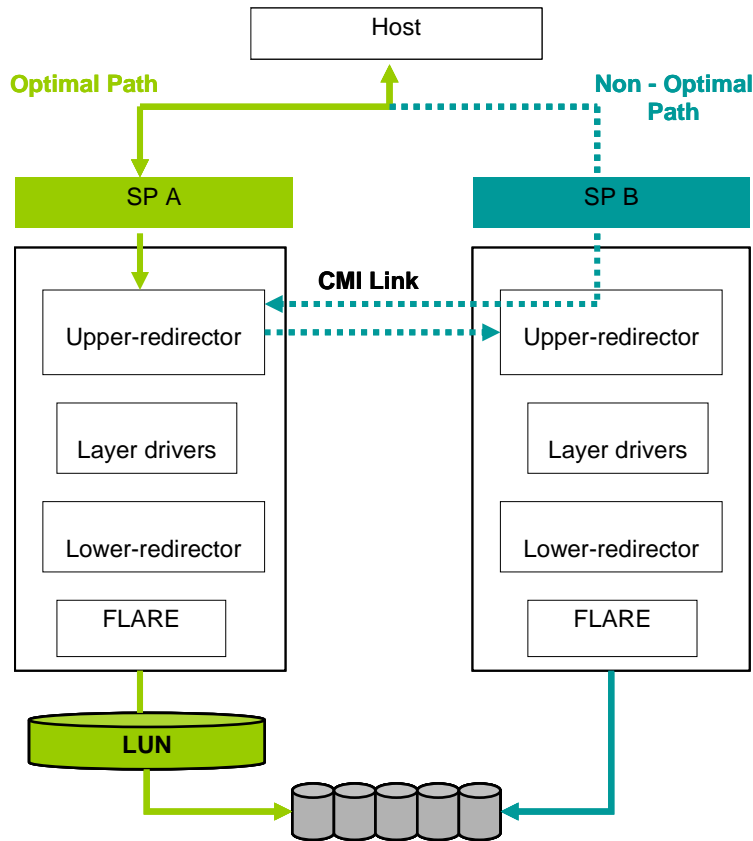 Host
Optimal Path
Non - Optimal
Path
SP A
SP B
CMI Link
Upper-redirector
Upper-redirector
Layer drivers
Layer drivers
Lower-redirector
Lower-redirector
FLARE
FLARE
LUN